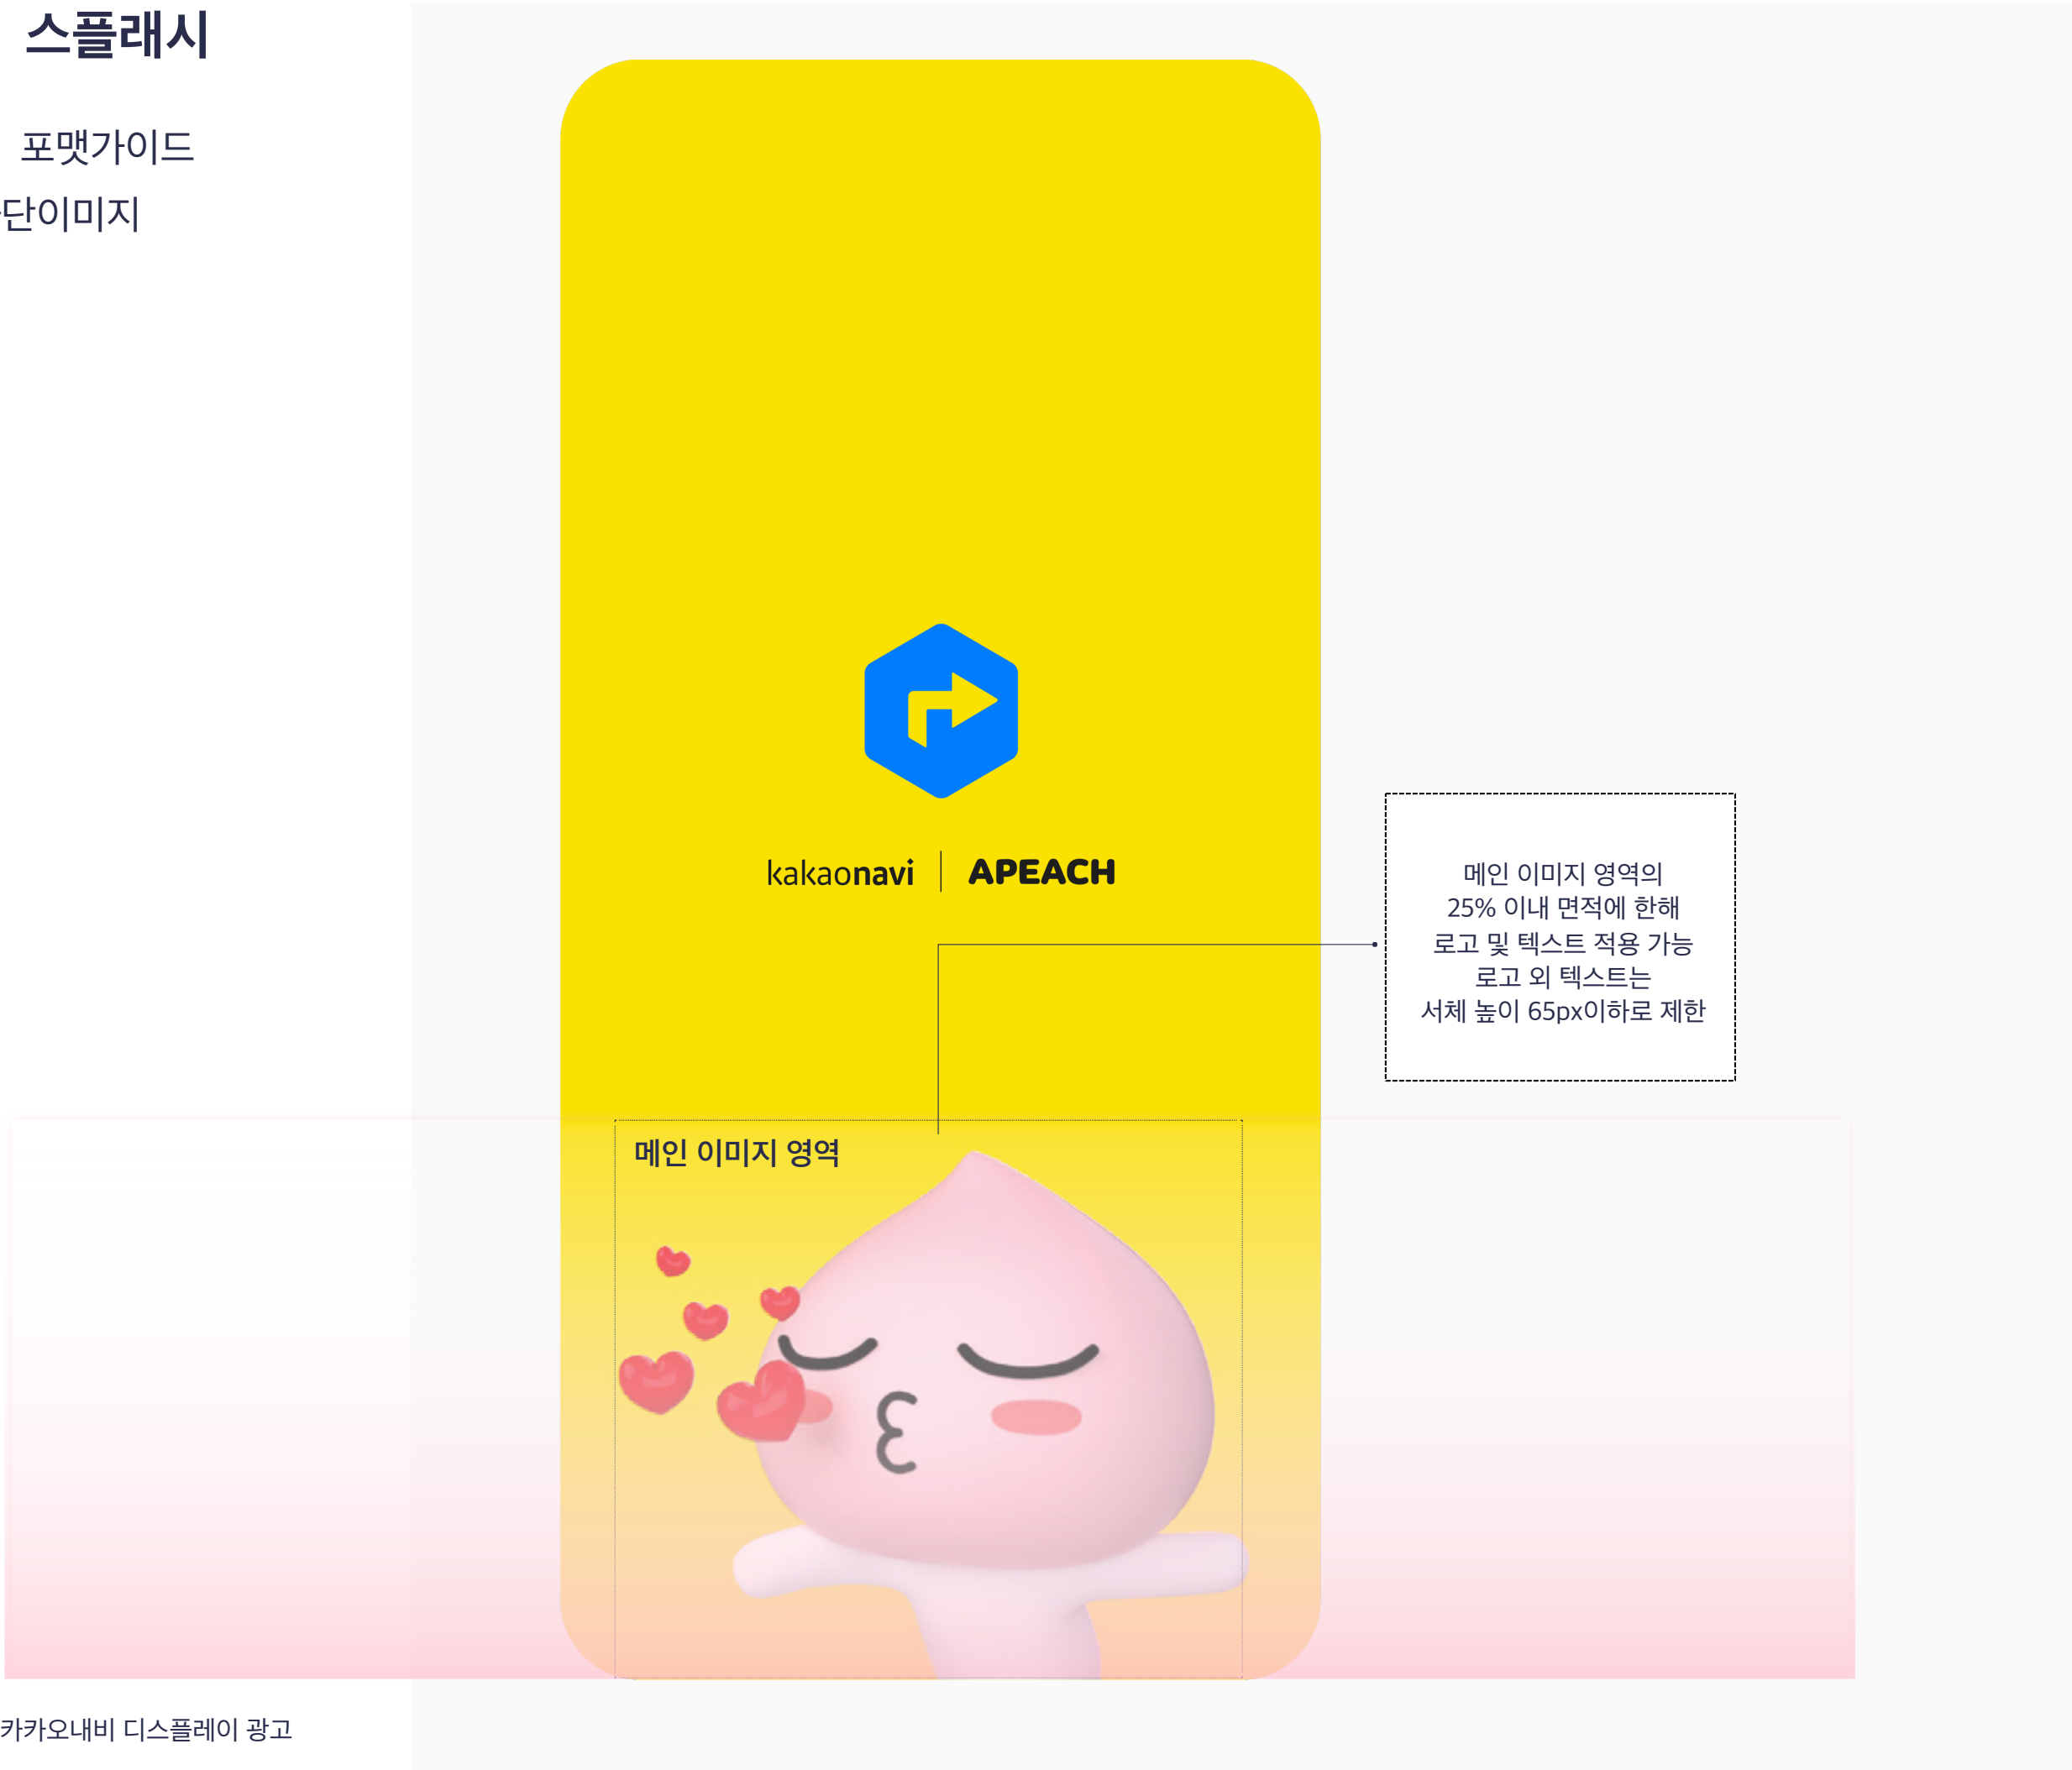 스플래시
포맷가이드
단이미지
kakaonavi | APEACH
메인 이미지 영역의
25% 이내 면적에 한해
로고 및 텍스트 적용 가능
로고 외 텍스트는
서체 높이 65px이하로 제한
메인 이미지 영역
카카오내비 디스플레이 광고